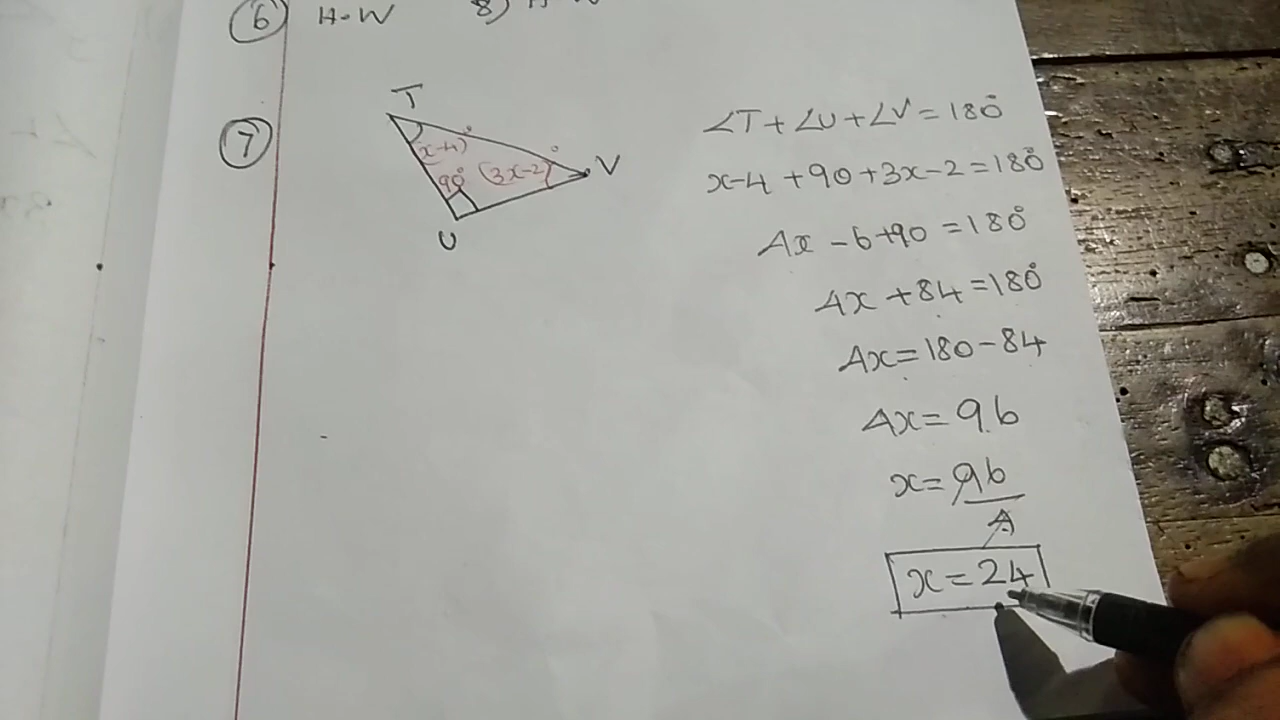 6 H.W 8) H.W
7
T
(x-4)°
90° (3x-2)°
V
U
∠T+∠U+∠V=180°
x-4+90+3x-2=180°
4x-6+90=180°
4x+84=180°
4x=180-84
4x=96
x=96/4
x=24